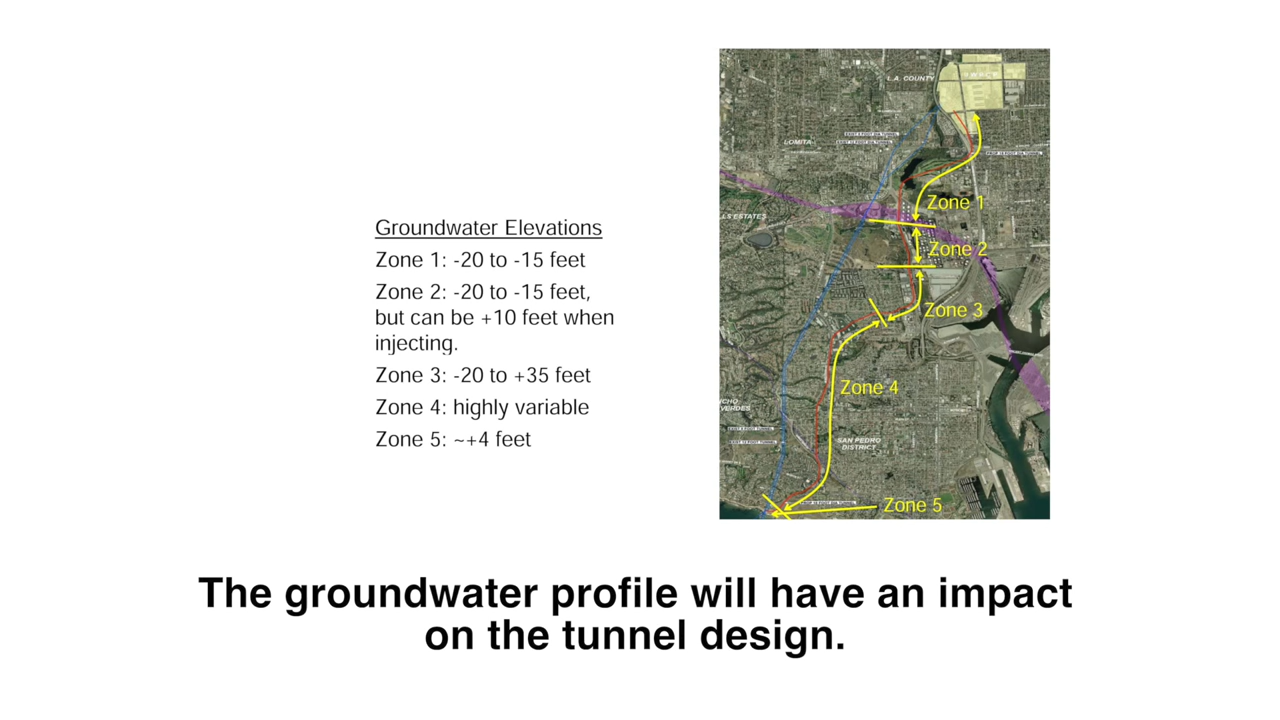 Groundwater Elevations
Zone 1: -20 to -15 feet
Zone 2: -20 to -15 feet,
but can be +10 feet when
injecting.
Zone 3: -20 to +35 feet
Zone 4: highly variable
Zone 5: ~+4 feet
L.A. COUNTY
JWPCP
LOMITA
Zone 1
Zone 2
Zone 3
Zone 4
SAN PEDRO
DISTRICT
Zone 5
The groundwater profile will have an impact
on the tunnel design.